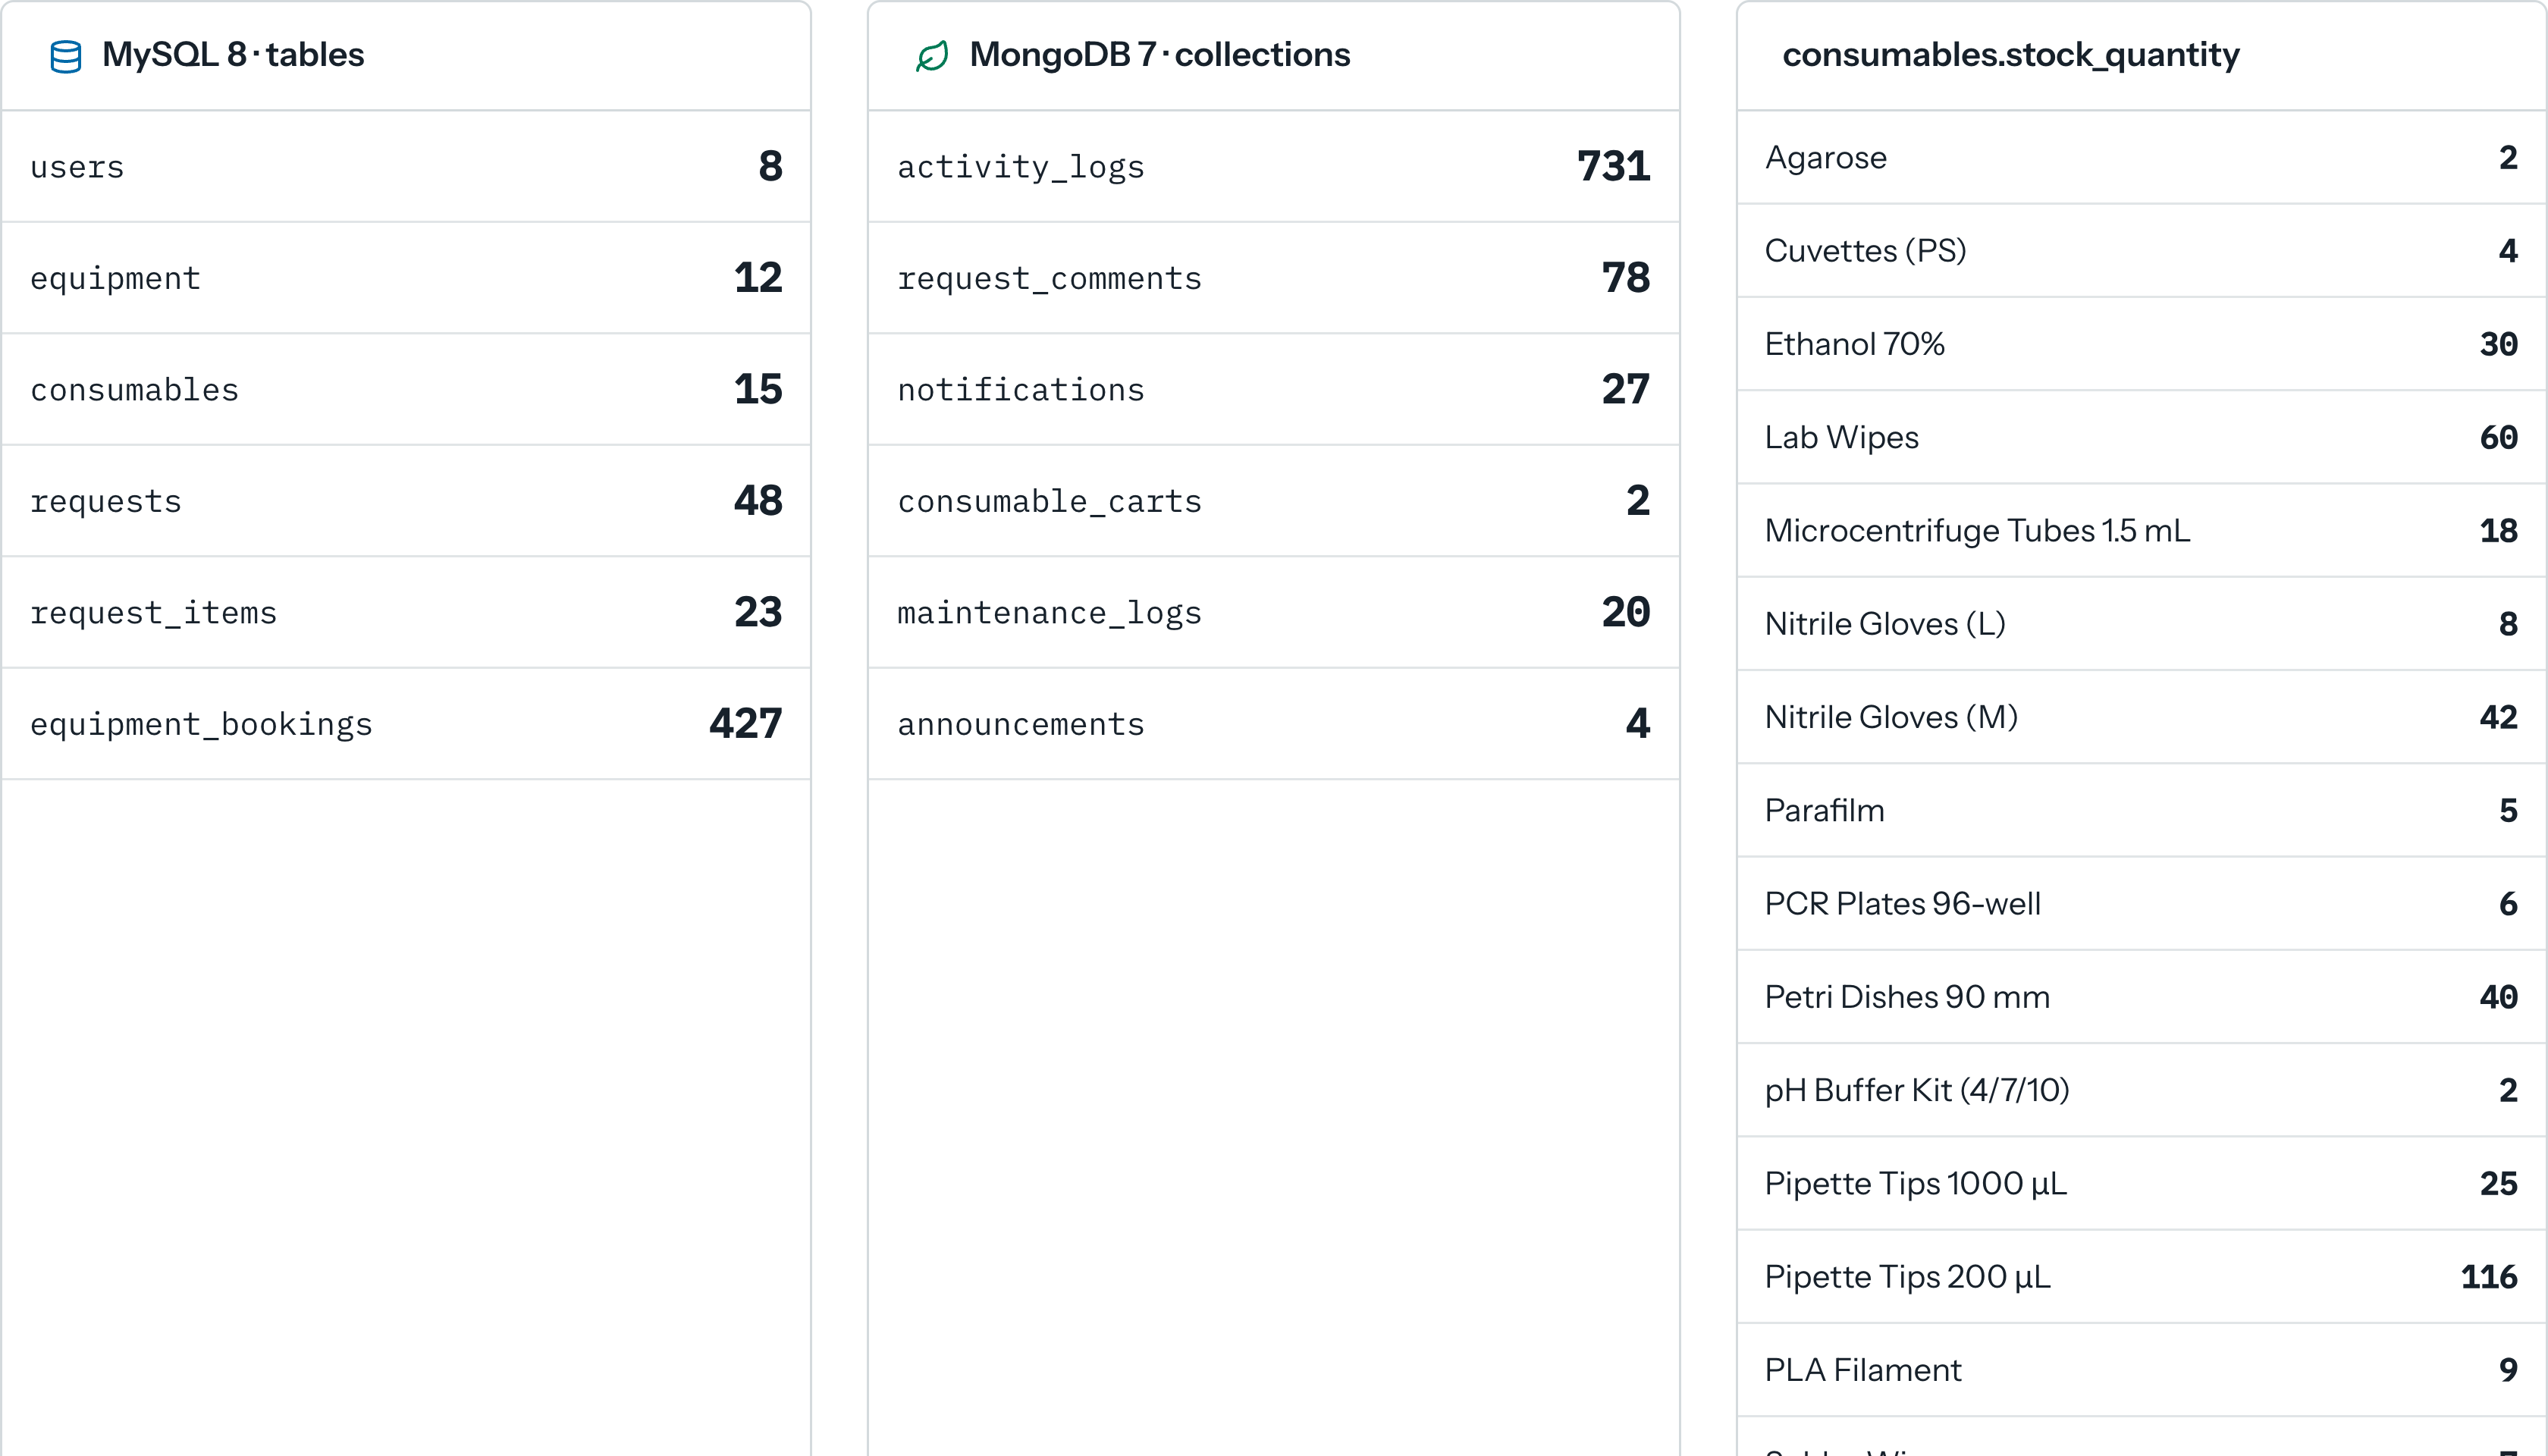 MySQL 8 · tables
users 8
equipment 12
consumables 15
requests 48
request_items 23
equipment_bookings 427
MongoDB 7 · collections
activity_logs 731
request_comments 78
notifications 27
consumable_carts 2
maintenance_logs 20
announcements 4
consumables.stock_quantity
Agarose 2
Cuvettes (PS) 4
Ethanol 70% 30
Lab Wipes 60
Microcentrifuge Tubes 1.5 mL 18
Nitrile Gloves (L) 8
Nitrile Gloves (M) 42
Parafilm 5
PCR Plates 96-well 6
Petri Dishes 90 mm 40
pH Buffer Kit (4/7/10) 2
Pipette Tips 1000 µL 25
Pipette Tips 200 µL 116
PLA Filament 9